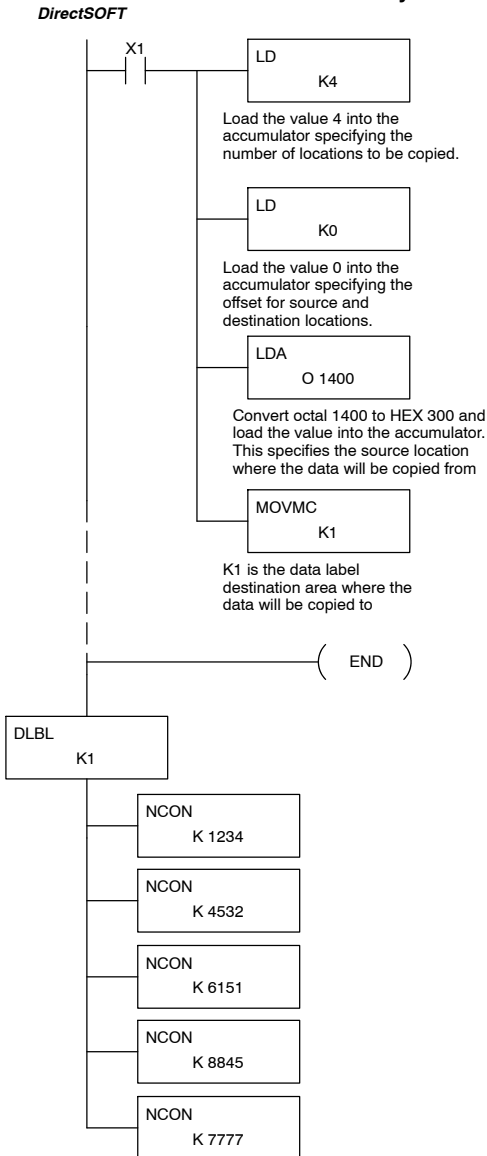 DirectSOFT
X1
LD
K4
Load the value 4 into the
accumulator specifying the
number of locations to be copied.
LD
K0
Load the value 0 into the
accumulator specifying the
offset for source and
destination locations.
LDA
O 1400
Convert octal 1400 to HEX 300 and
load the value into the accumulator.
This specifies the source location
where the data will be copied from
MOVMC
K1
K1 is the data label
destination area where the
data will be copied to
END
DLBL
K1
NCON
K 1234
NCON
K 4532
NCON
K 6151
NCON
K 8845
NCON
K 7777